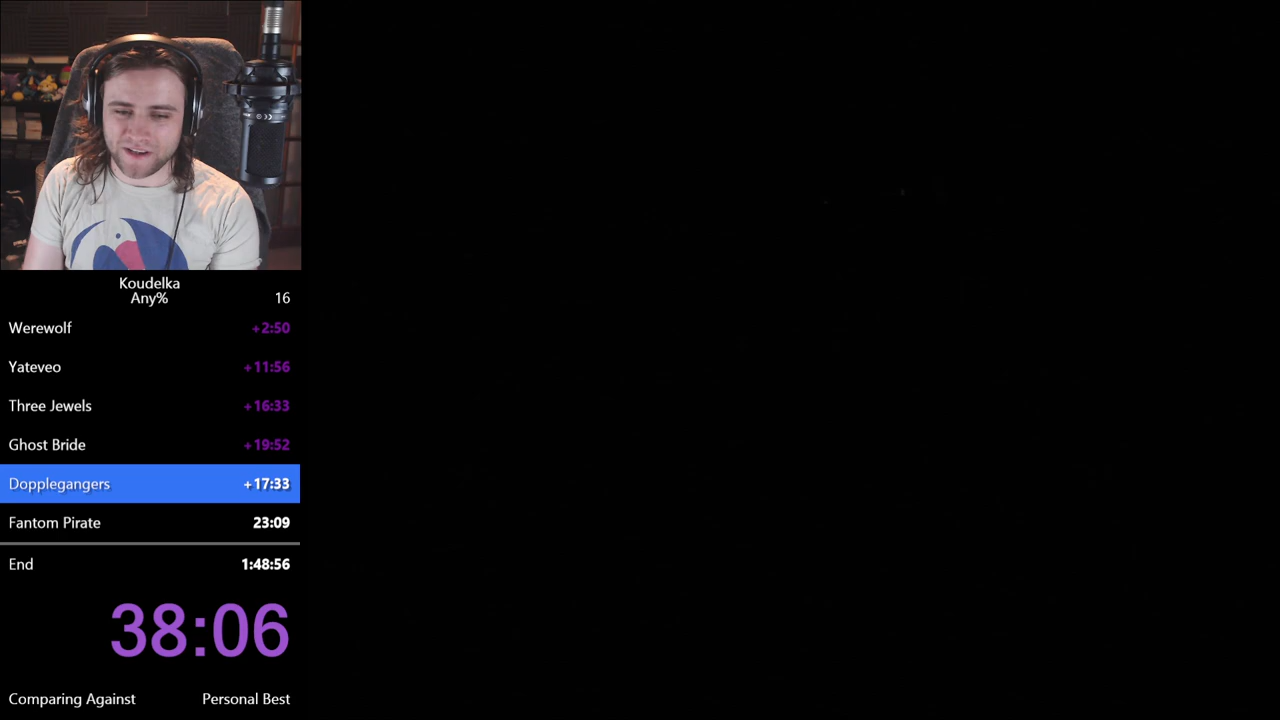 Koudelka
Any% 16
Werewolf +2:50
Yateveo +11:56
Three Jewels +16:33
Ghost Bride +19:52
Dopplegangers +17:33
Fantom Pirate 23:09
End 1:48:56
38:06
Comparing Against Personal Best